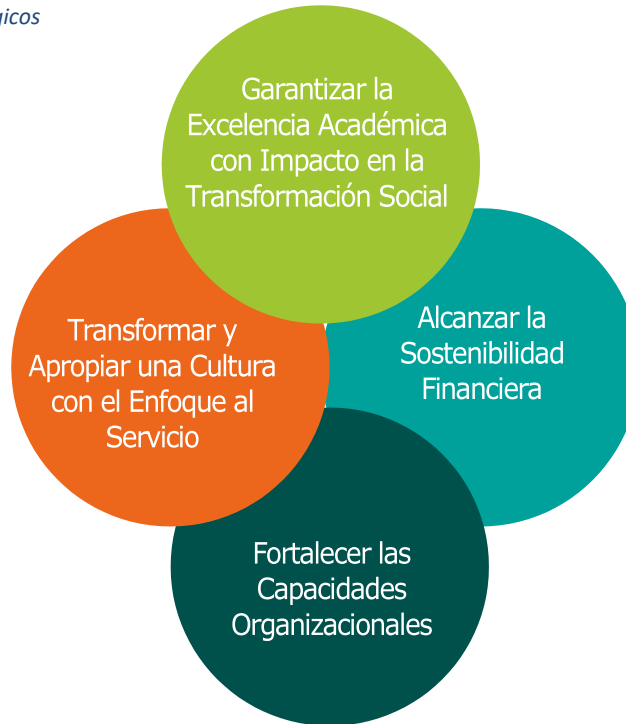 gicos
Garantizar la
Excelencia Académica
con Impacto en la
Transformación Social
Transformar y
Apropiar una Cultura
con el Enfoque al
Servicio
Alcanzar la
Sostenibilidad
Financiera
Fortalecer las
Capacidades
Organizacionales